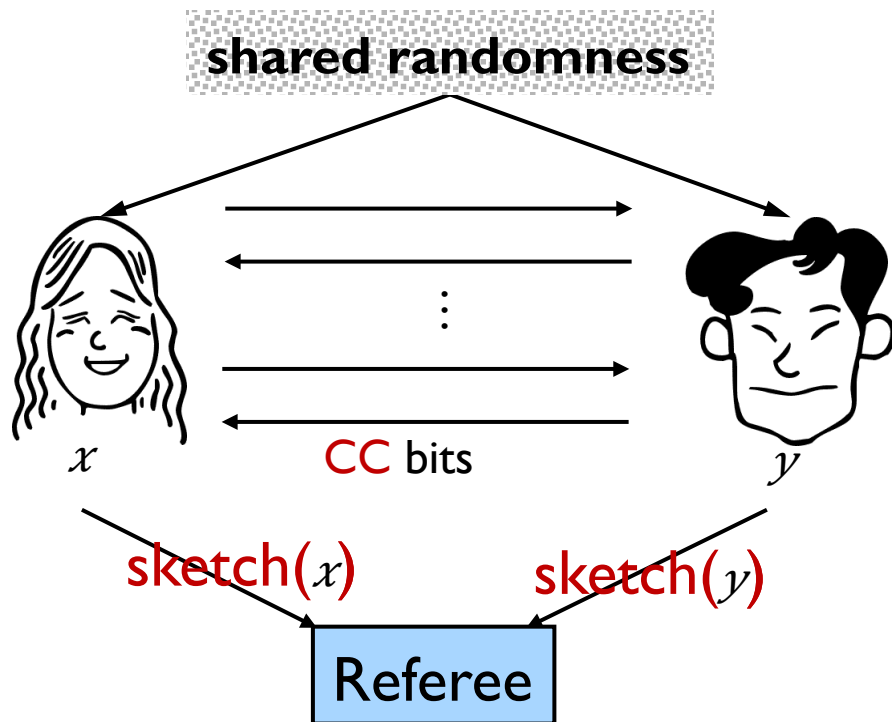 shared randomness
x
y
CC bits
sketch(x)
sketch(y)
Referee